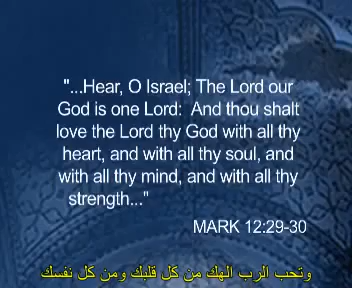 "...Hear, O Israel; The Lord our
God is one Lord: And thou shalt
love the Lord thy God with all thy
heart, and with all thy soul, and
with all thy mind, and with all thy
strength..."
MARK 12:29-30
وتحب الرب الهك من كل قلبك ومن كل نفسك